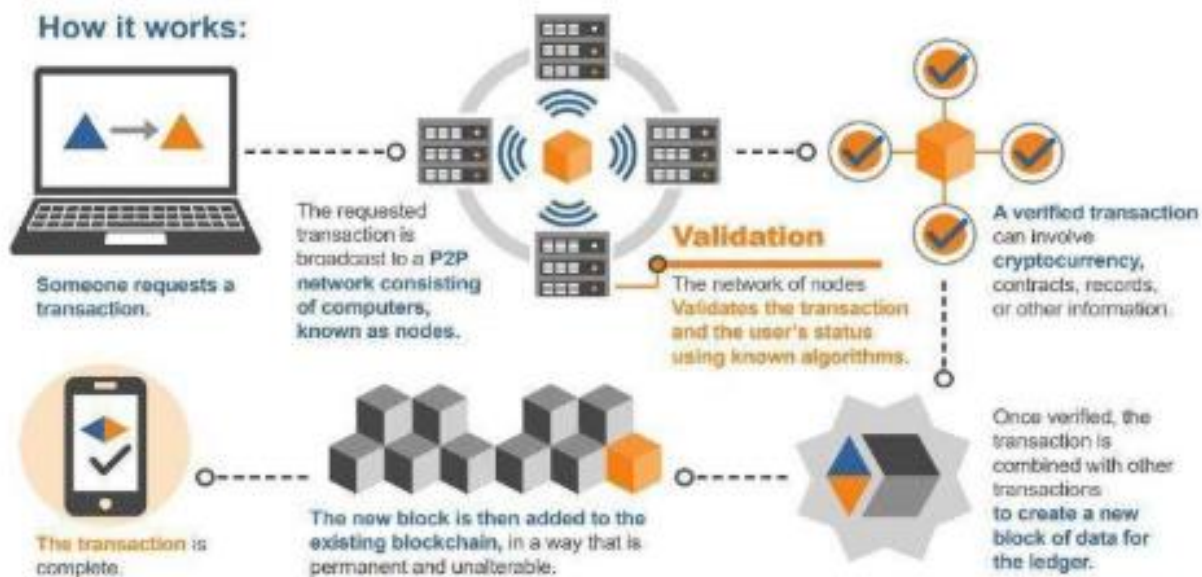 How it works:
Someone requests a
transaction.
The requested
transaction is
broadcast to a P2P
network consisting
of computers,
known as nodes.
Validation
The network of nodes
Validates the transaction
and the user's status
using known algorithms.
A verified transaction
can involve
cryptocurrency,
contracts, records,
or other information.
Once verified, the
transaction is
combined with other
transactions
to create a new
block of data for
the ledger.
The new block is then added to the
existing blockchain, in a way that is
permanent and unalterable.
The transaction is
complete.